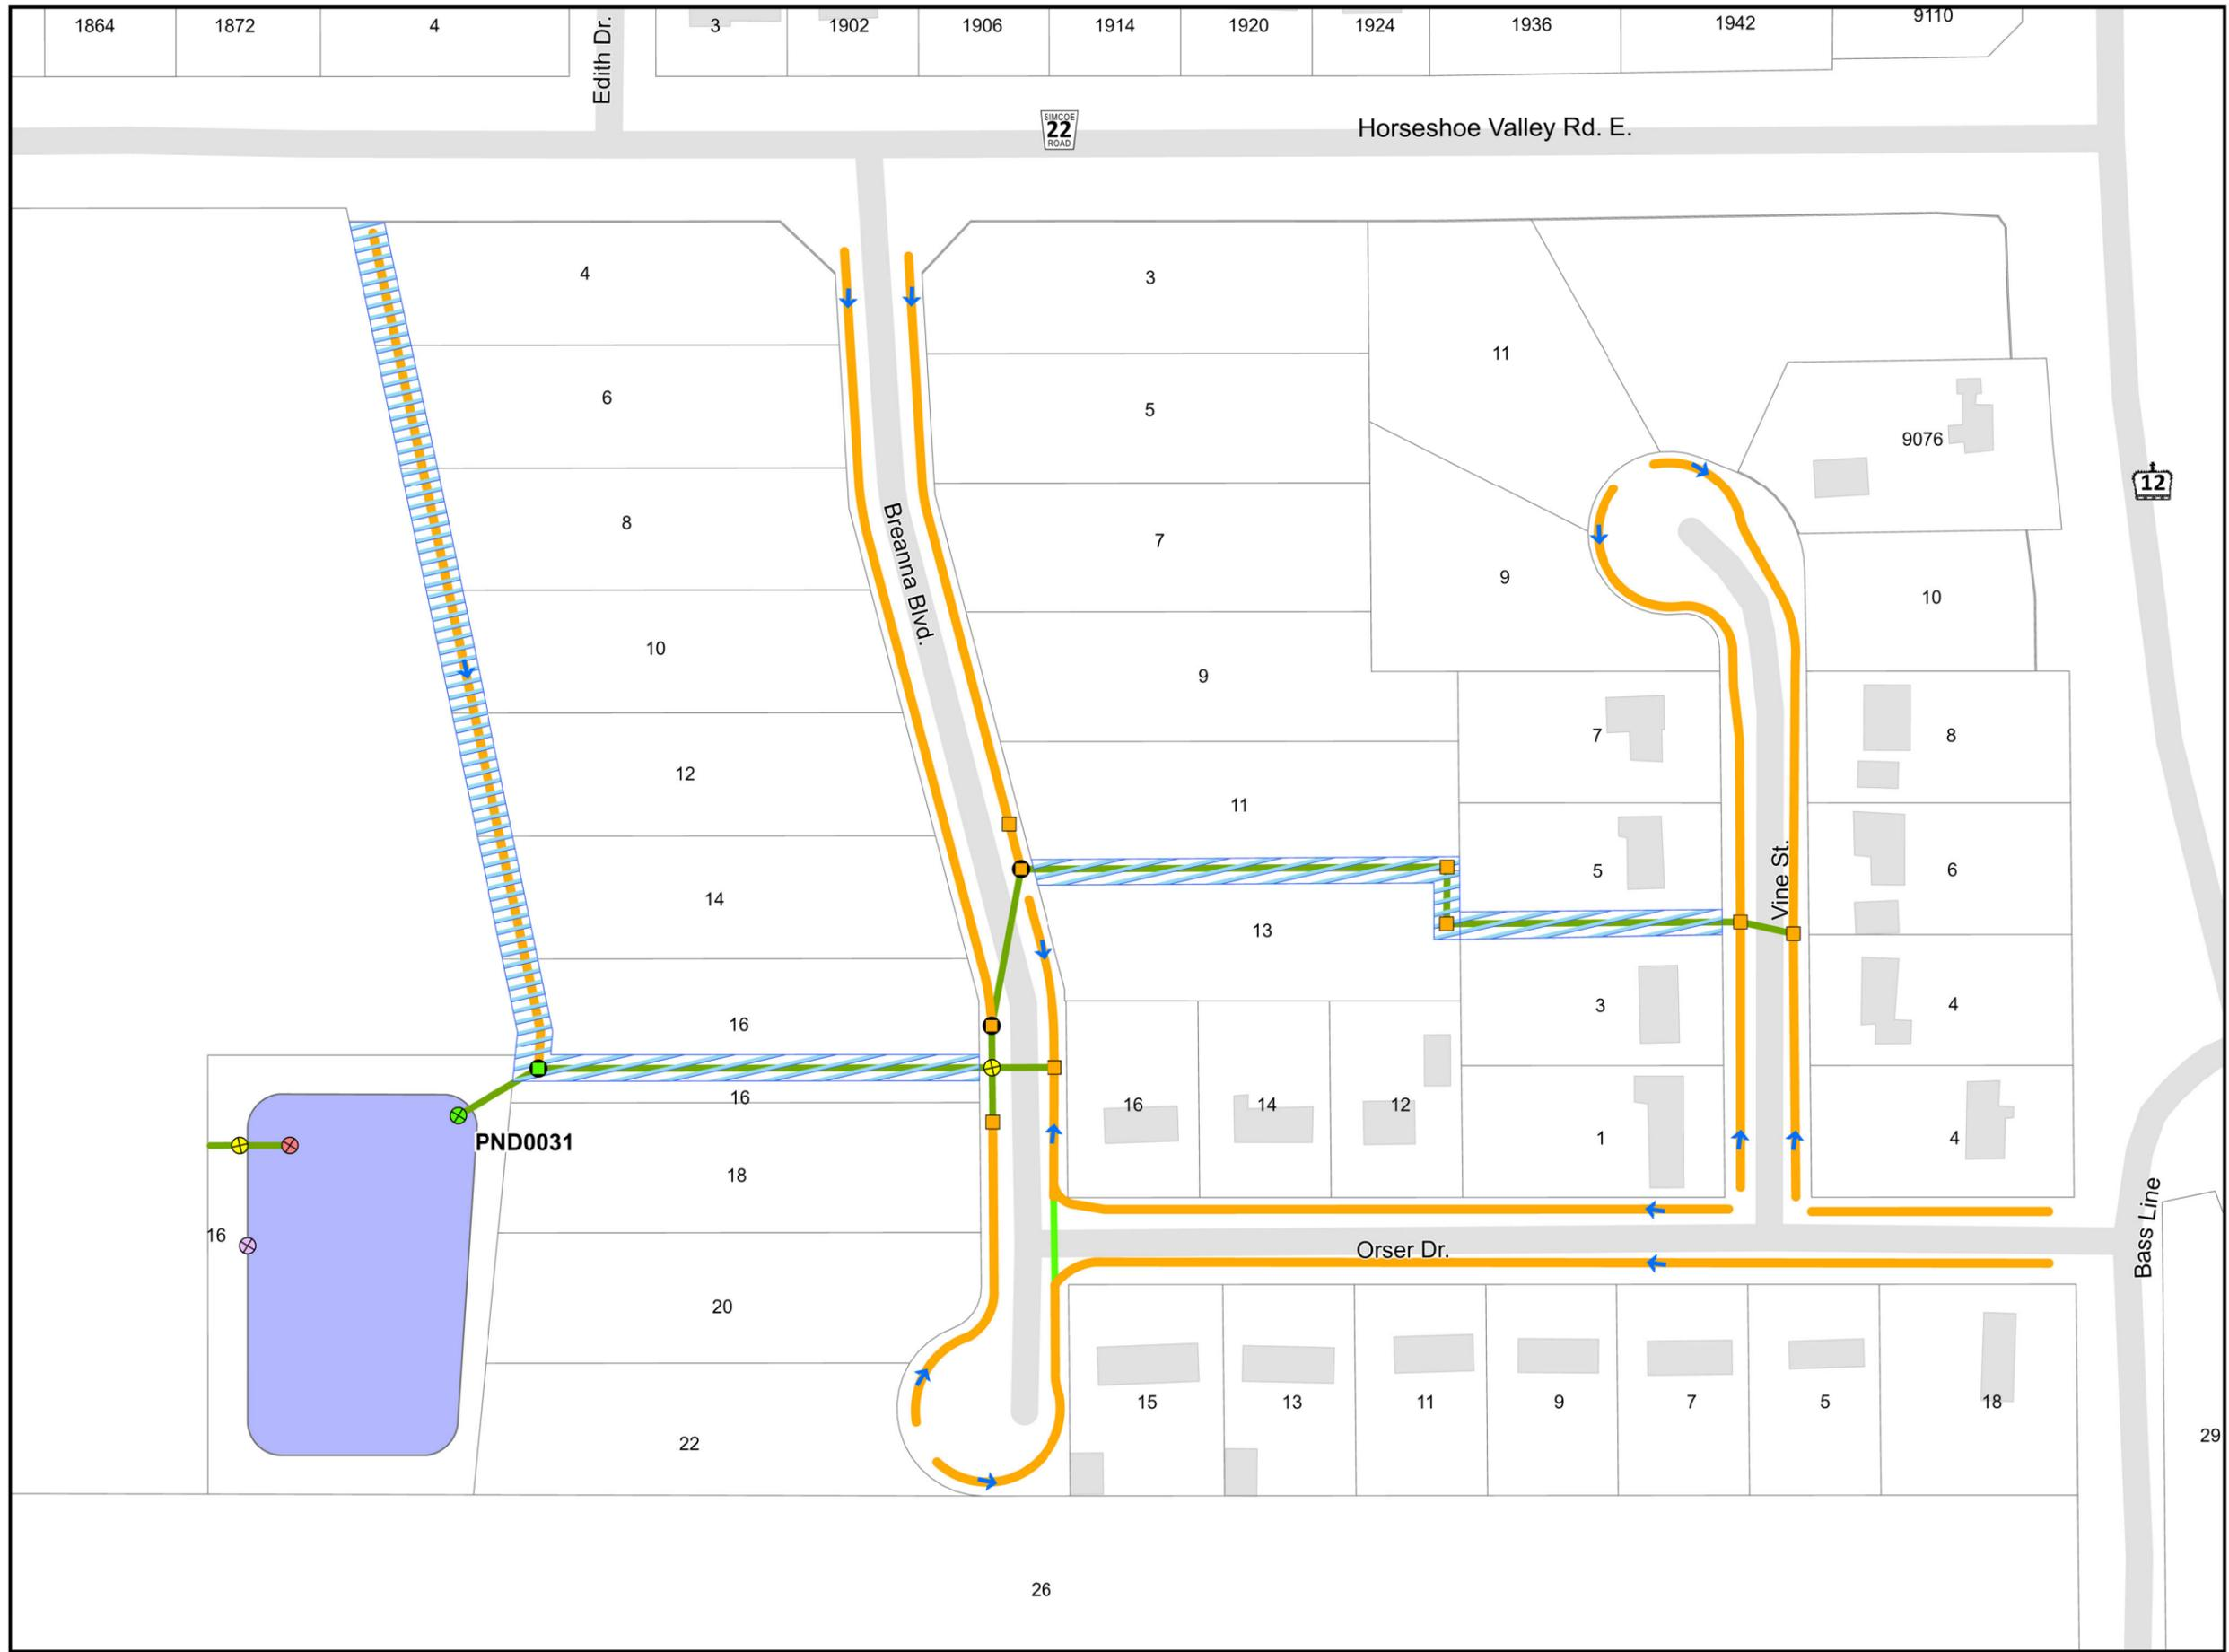 1864 1872 4 3 1902 1906 1914 1920 1924 1936 1942 9110
Edith Dr.
SIMCOE
22
ROAD
Horseshoe Valley Rd. E.
4 3
11
6 5
9076
12
8 7
Breanna Blvd.
9 10
10 9
7 8
12 11
5 6
Vine St.
14 13
3 4
16
16 16 14 12
1 4
PND0031
18
16
Orser Dr.
Bass Line
20
15 13 11 9 7 5 18
22
29
26